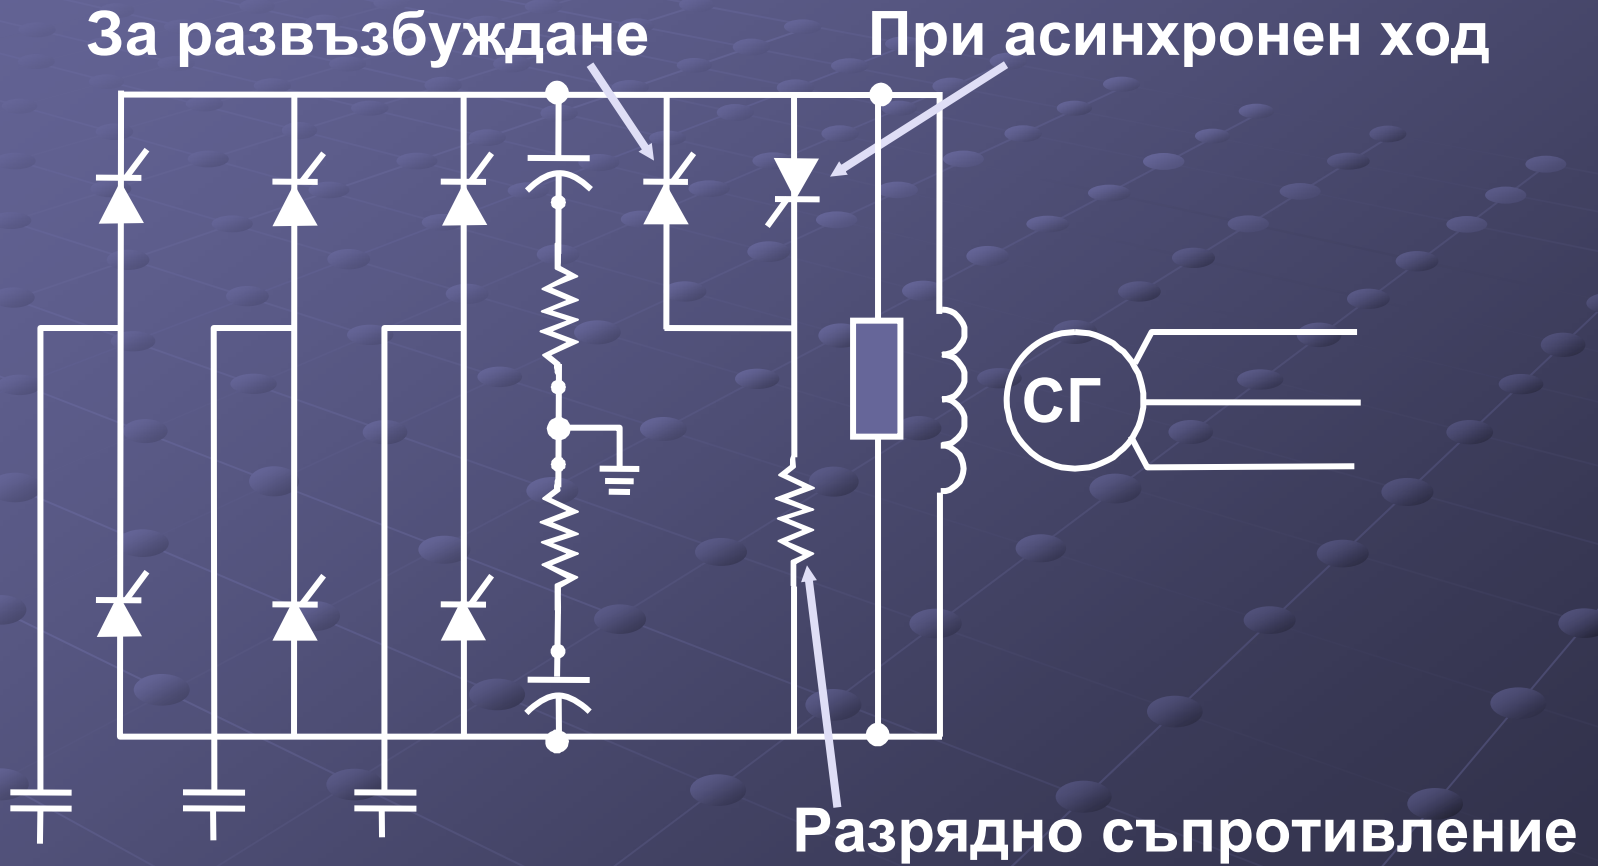 За развъзбуждане
При асинхронен ход
СГ
Разрядно съпротивление